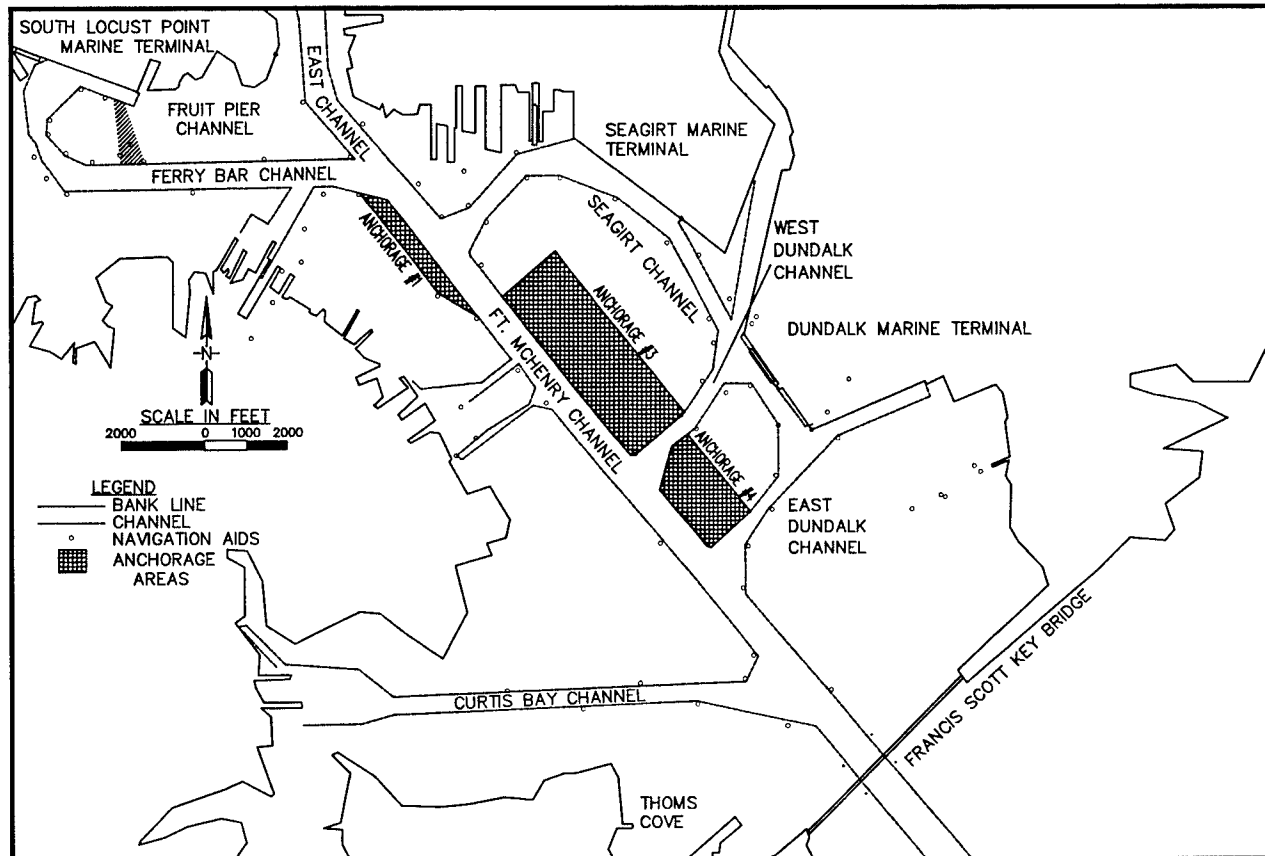 SOUTH LOCUST POINT
MARINE TERMINAL
EAST CHANNEL
FRUIT PIER
CHANNEL
FERRY BAR CHANNEL
SEAGIRT MARINE
TERMINAL
SEAGIRT CHANNEL
WEST
DUNDALK
CHANNEL
ANCHORAGE #1
ANCHORAGE #3
FT. MCHENRY CHANNEL
DUNDALK MARINE TERMINAL
N
SCALE IN FEET
2000 0 1000 2000
ANCHORAGE #4
LEGEND
BANK LINE
CHANNEL
NAVIGATION AIDS
ANCHORAGE
AREAS
EAST
DUNDALK
CHANNEL
FRANCIS SCOTT KEY BRIDGE
CURTIS BAY CHANNEL
THOMS
COVE